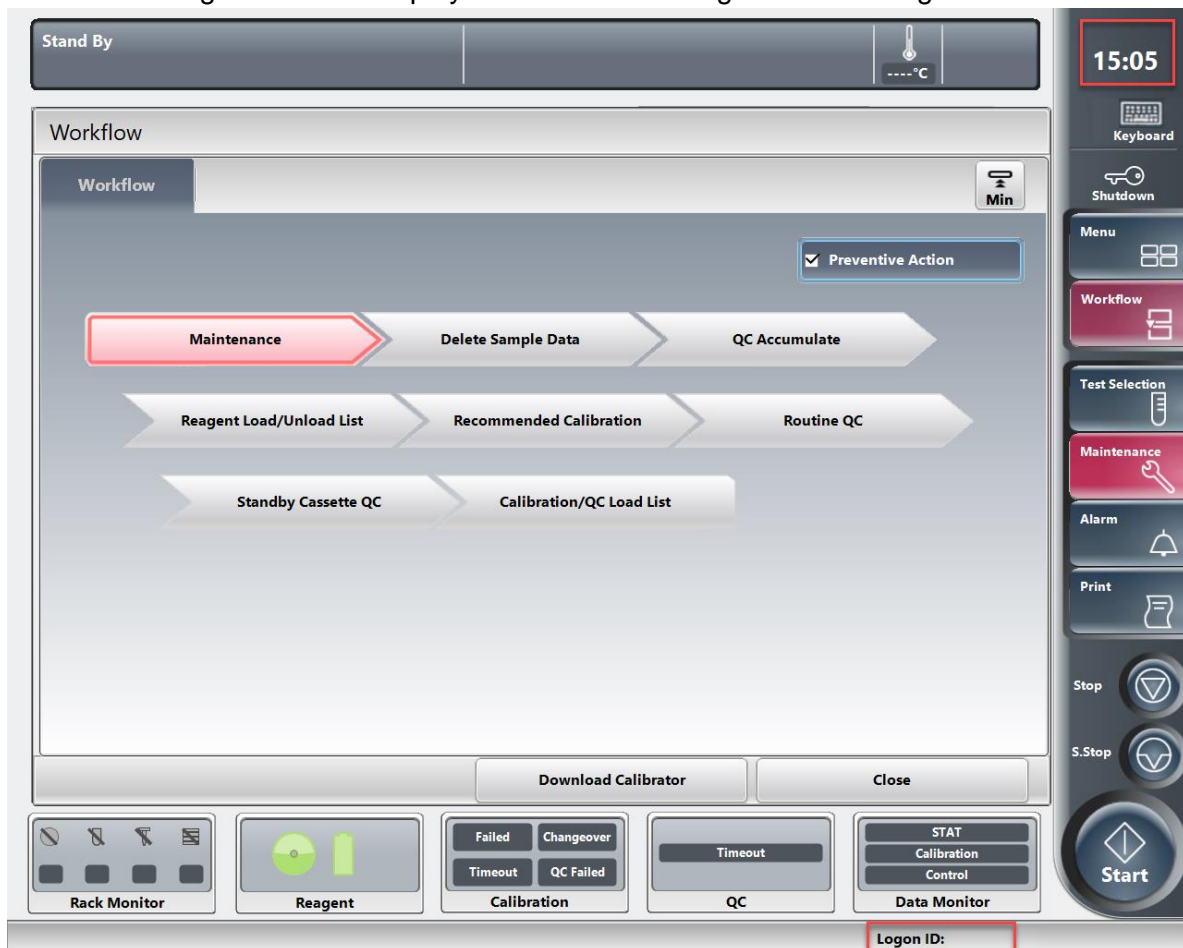 Stand By
----°C
15:05
Keyboard
Shutdown
Workflow
Workflow
Min
Preventive Action
Maintenance
Delete Sample Data
QC Accumulate
Reagent Load/Unload List
Recommended Calibration
Routine QC
Standby Cassette QC
Calibration/QC Load List
Download Calibrator
Close
Menu
Workflow
Test Selection
Maintenance
Alarm
Print
Stop
S.Stop
Start
Rack Monitor
Reagent
Failed
Changeover
Timeout
QC Failed
Calibration
Timeout
QC
STAT
Calibration
Control
Data Monitor
Logon ID: